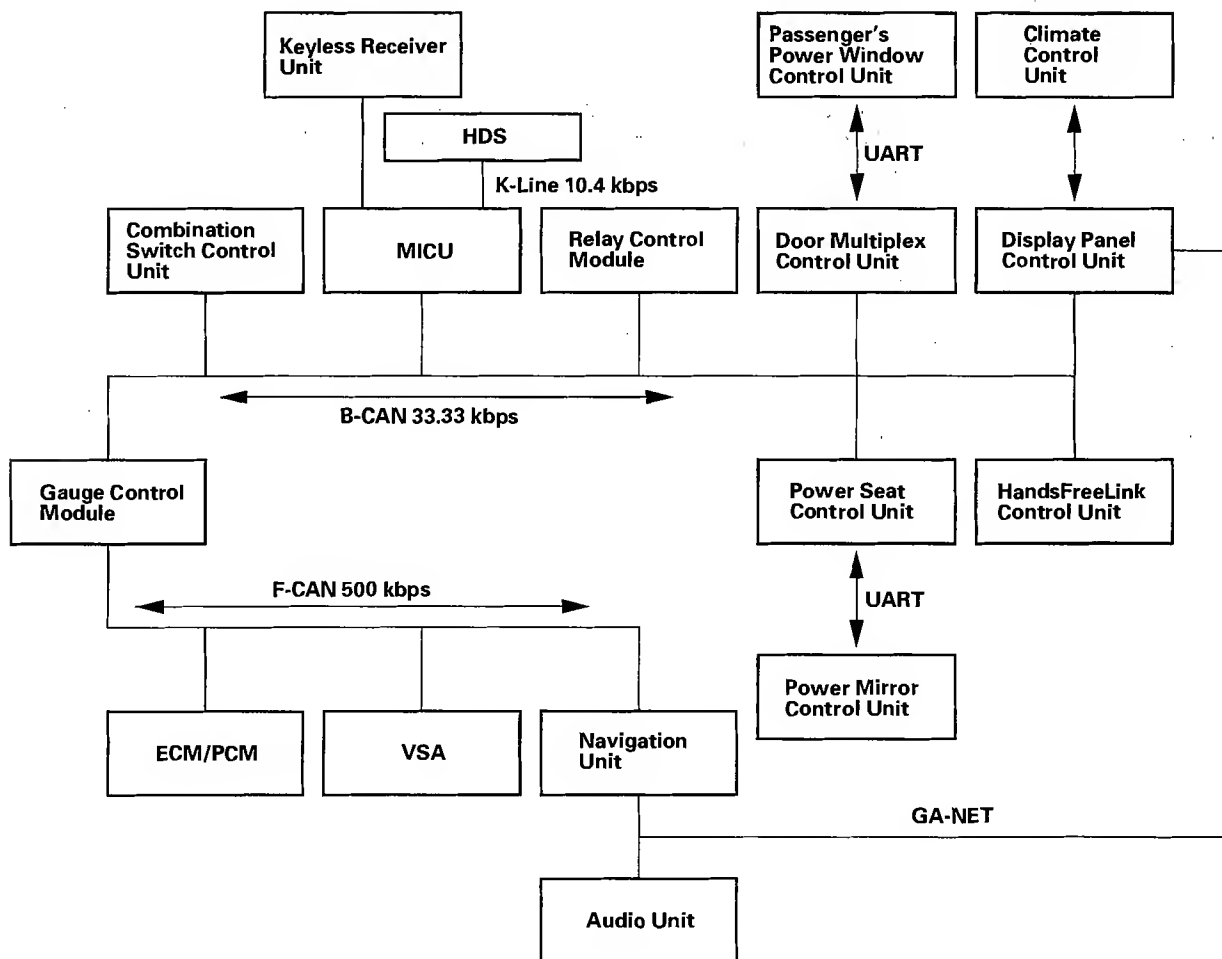 Keyless Receiver
Unit
Passenger's
Power Window
Control Unit
Climate
Control
Unit
HDS
UART
K-Line 10.4 kbps
Combination
Switch Control
Unit
MICU
Relay Control
Module
Door Multiplex
Control Unit
Display Panel
Control Unit
B-CAN 33.33 kbps
Gauge Control
Module
Power Seat
Control Unit
HandsFreeLink
Control Unit
F-CAN 500 kbps
UART
ECM/PCM
VSA
Navigation
Unit
Power Mirror
Control Unit
GA-NET
Audio Unit